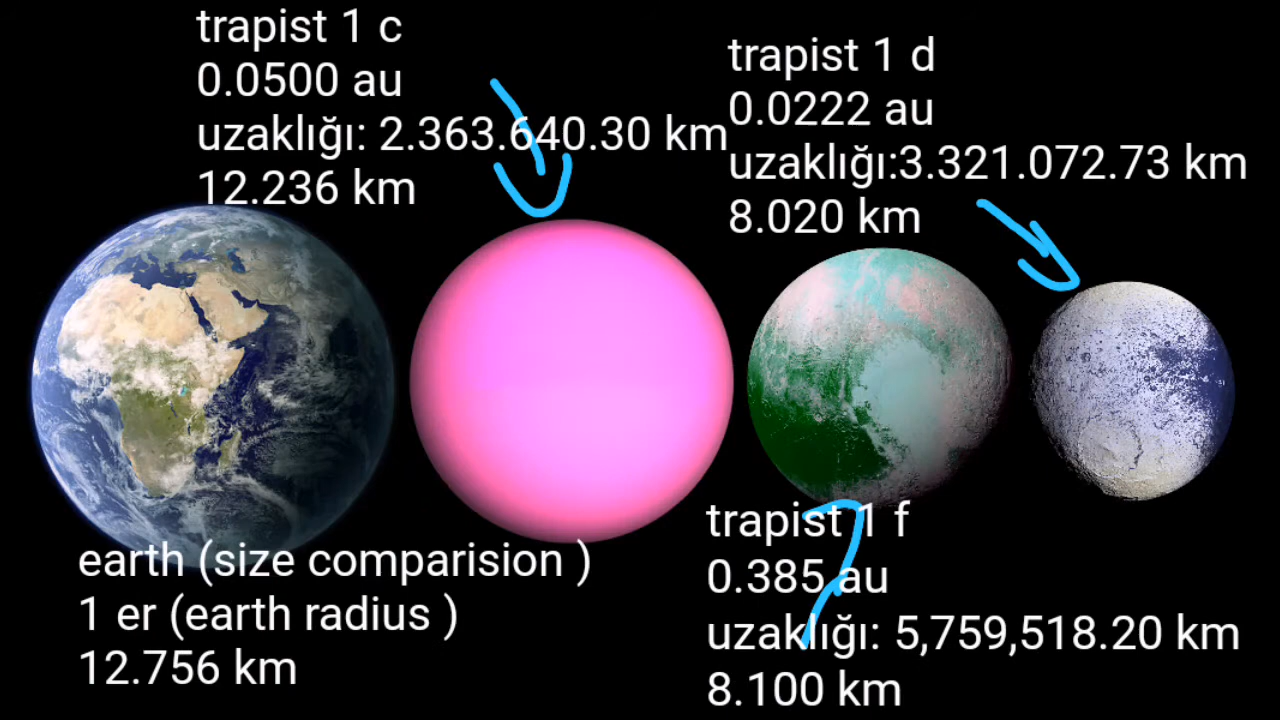 trapist 1 c
0.0500 au
uzaklığı: 2.363.640.30 km
12.236 km
trapist 1 d
0.0222 au
uzaklığı:3.321.072.73 km
8.020 km
earth (size comparision )
1 er (earth radius )
12.756 km
trapist 1 f
0.385 au
uzaklığı: 5,759,518.20 km
8.100 km